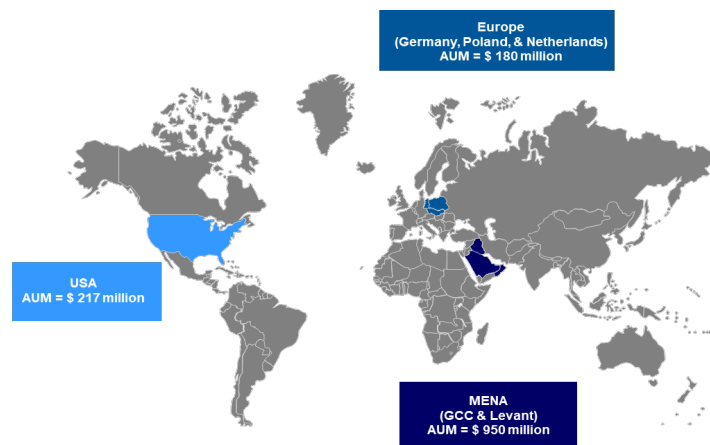 Europe
(Germany, Poland, & Netherlands)
AUM = $ 180 million
USA
AUM = $ 217 million
MENA
(GCC & Levant)
AUM = $ 950 million